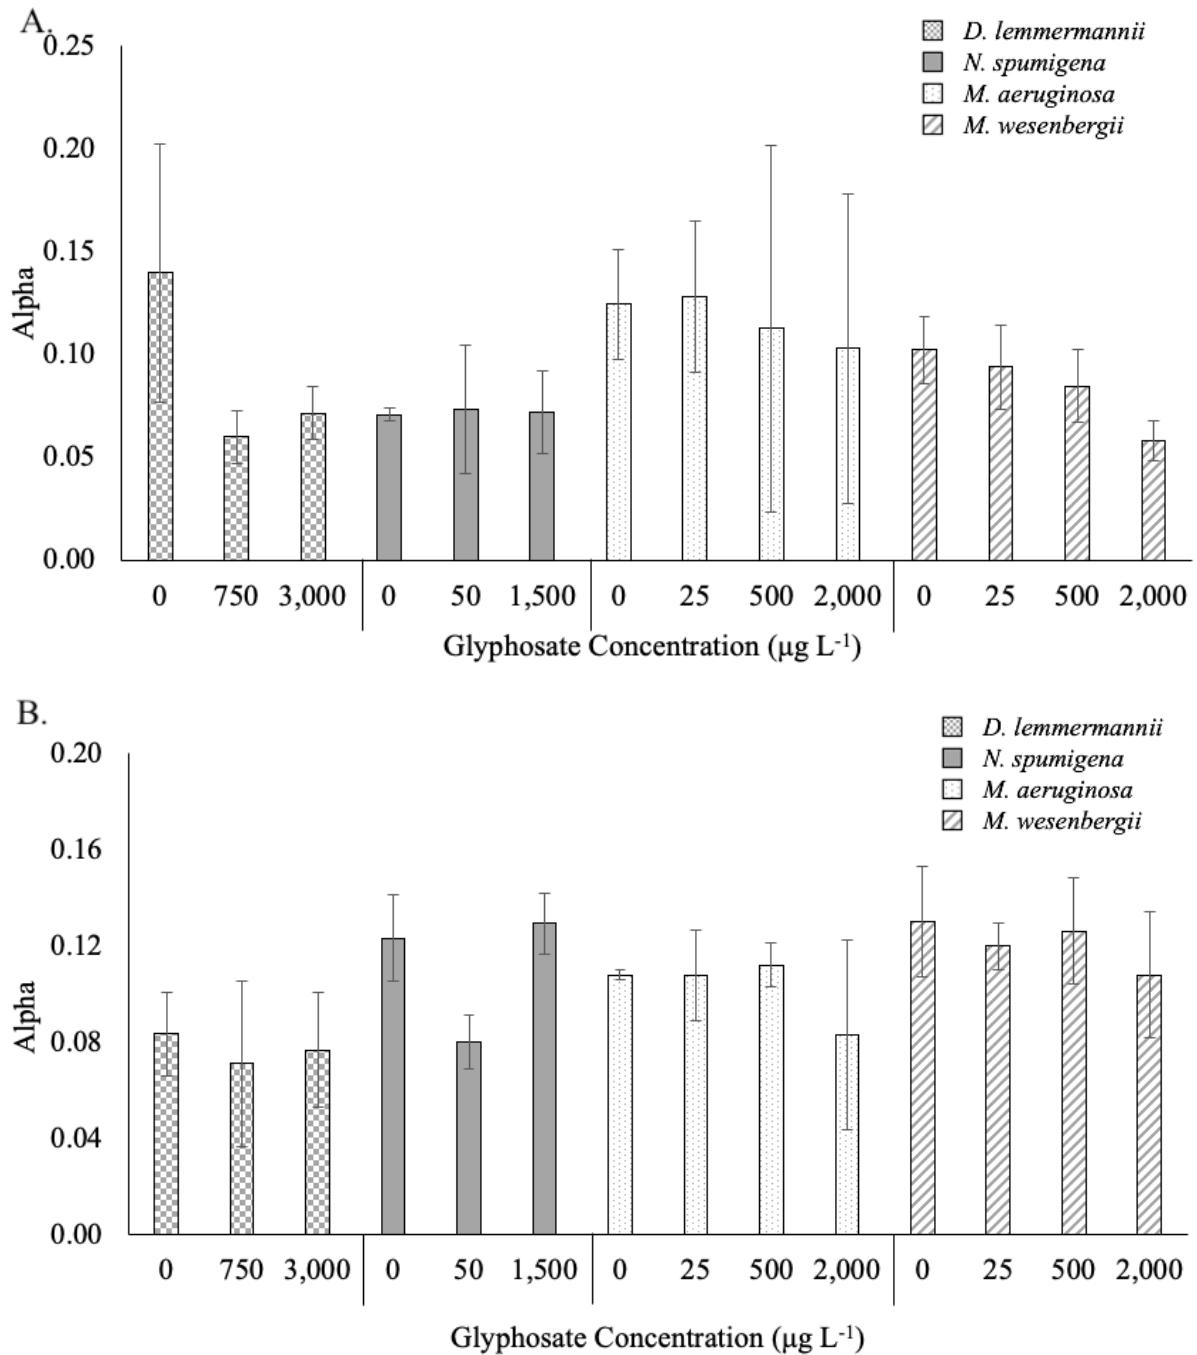 A.
D. lemmermannii
N. spumigena
M. aeruginosa
M. wesenbergii
0.25
0.20
0.15
0.10
0.05
0.00
Alpha
0 750 3,000 0 50 1,500 0 25 500 2,000 0 25 500 2,000
Glyphosate Concentration (µg L-1)
B.
D. lemmermannii
N. spumigena
M. aeruginosa
M. wesenbergii
0.20
0.16
0.12
0.08
0.04
0.00
Alpha
0 750 3,000 0 50 1,500 0 25 500 2,000 0 25 500 2,000
Glyphosate Concentration (µg L-1)